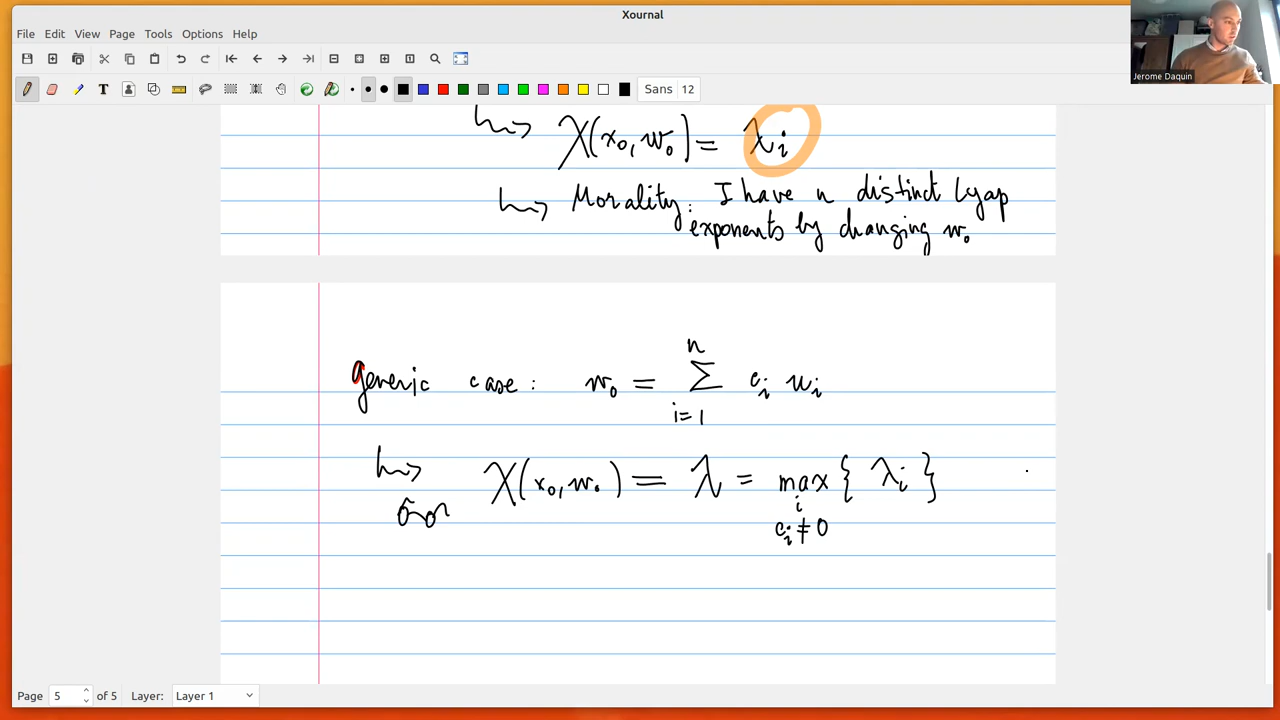 Xournal
File Edit View Page Tools Options Help
Sans 12
Jerome Daquin
χ(x₀, w₀) = λi
Morality: I have n distinct Lyap
exponents by changing w₀
n
generic case: w₀ = Σ ci ui
i=1
χ(x₀, w₀) = λ = max { λi }
i
ci ≠ 0
Page 5 of 5 Layer: Layer 1